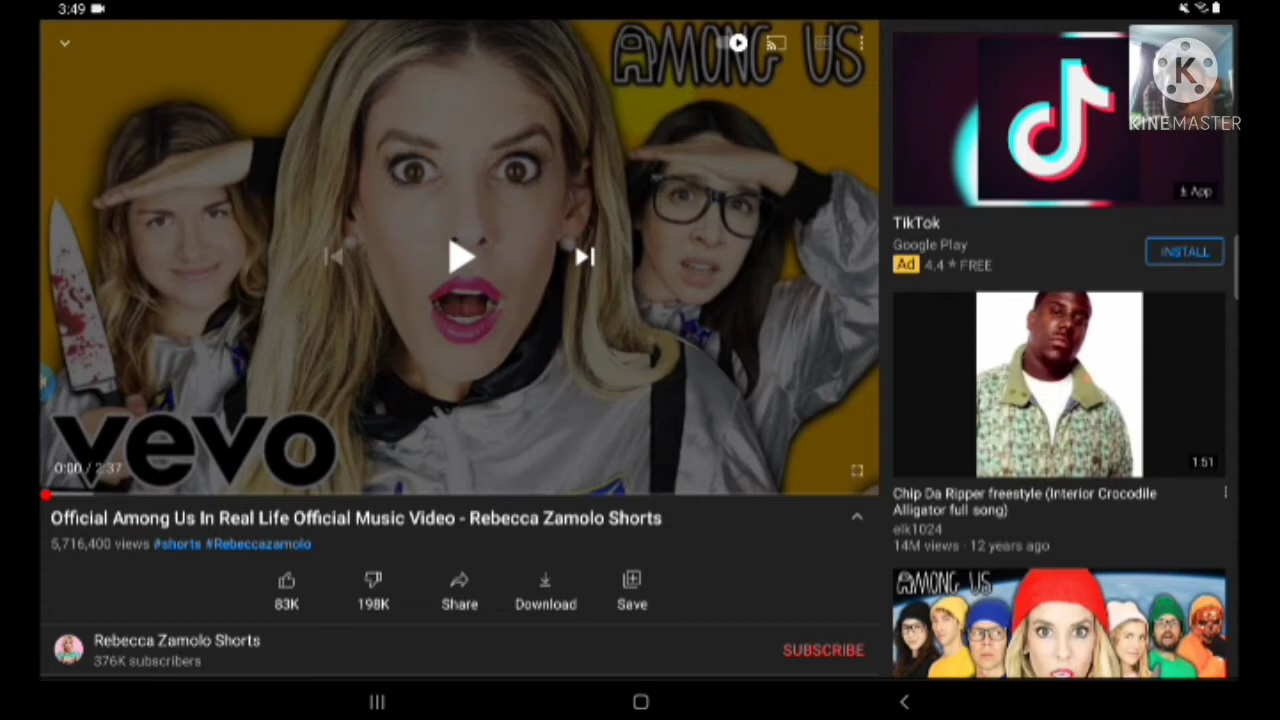 3:49
AMONG US
vevo
0:00 / 2:37
Official Among Us In Real Life Official Music Video - Rebecca Zamolo Shorts
5,716,400 views #shorts #Rebeccazamolo
83K
198K
Share
Download
Save
Rebecca Zamolo Shorts
376K subscribers
SUBSCRIBE
K
KINEMASTER
App
TikTok
Google Play
Ad 4.4 ★ FREE
INSTALL
1:51
Chip Da Ripper freestyle (Interior Crocodile
Alligator full song)
elk1024
14M views · 12 years ago
AMONG US